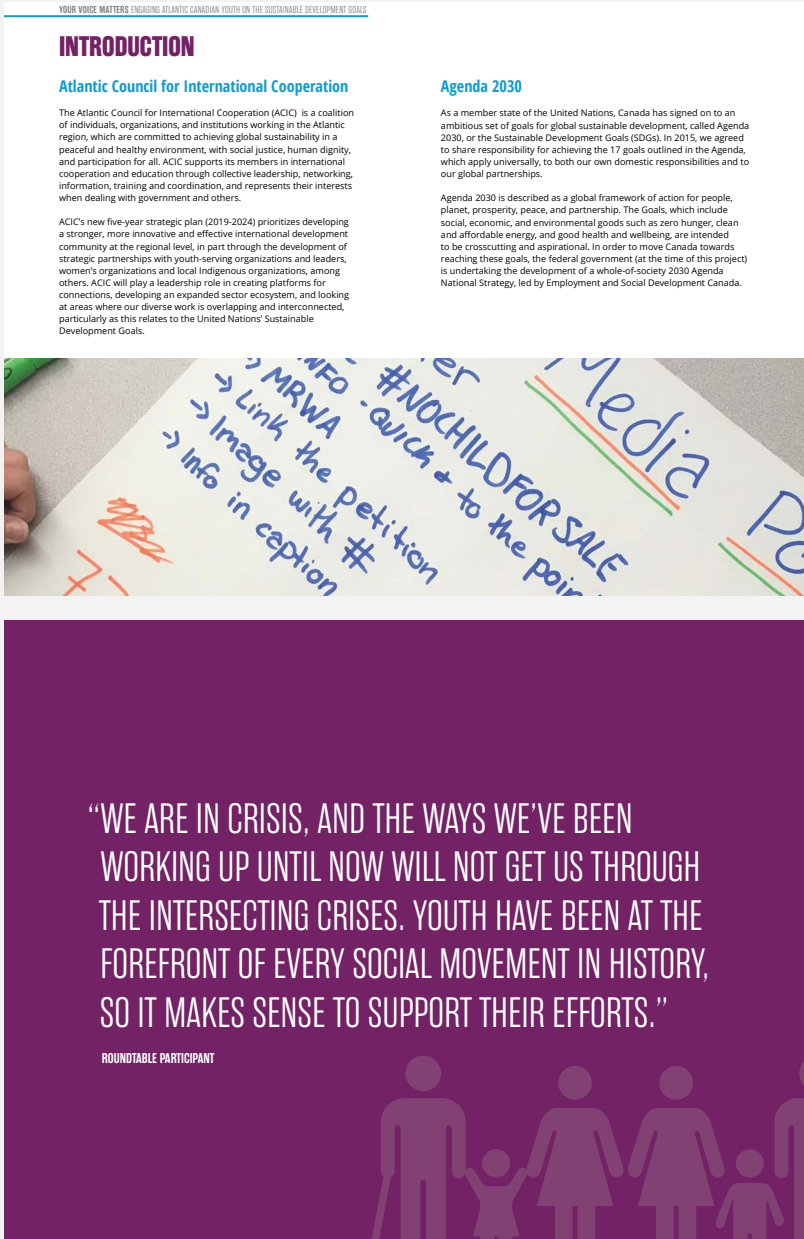 YOUR VOICE MATTERS ENGAGING ATLANTIC CANADIAN YOUTH ON THE SUSTAINABLE DEVELOPMENT GOALS
INTRODUCTION
Atlantic Council for International Cooperation
The Atlantic Council for International Cooperation (ACIC) is a coalition
of individuals, organizations, and institutions working in the Atlantic
region, which are committed to achieving global sustainability in a
peaceful and healthy environment, with social justice, human dignity,
and participation for all. ACIC supports its members in international
cooperation and education through collective leadership, networking,
information, training and coordination, and represents their interests
when dealing with government and others.
ACIC's new five-year strategic plan (2019-2024) prioritizes developing
a stronger, more innovative and effective international development
community at the regional level, in part through the development of
strategic partnerships with youth-serving organizations and leaders,
women's organizations and local Indigenous organizations, among
others. ACIC will play a leadership role in creating platforms for
connections, developing an expanded sector ecosystem, and looking
at areas where our diverse work is overlapping and interconnected,
particularly as this relates to the United Nations' Sustainable
Development Goals.
Agenda 2030
As a member state of the United Nations, Canada has signed on to an
ambitious set of goals for global sustainable development, called Agenda
2030, or the Sustainable Development Goals (SDGs). In 2015, we agreed
to share responsibility for achieving the 17 goals outlined in the Agenda,
which apply universally, to both our own domestic responsibilities and to
our global partnerships.
Agenda 2030 is described as a global framework of action for people,
planet, prosperity, peace, and partnership. The Goals, which include
social, economic, and environmental goods such as zero hunger, clean
and affordable energy, and good health and wellbeing, are intended
to be crosscutting and aspirational. In order to move Canada towards
reaching these goals, the federal government (at the time of this project)
is undertaking the development of a whole-of-society 2030 Agenda
National Strategy, led by Employment and Social Development Canada.
Media
#NOCHILDFORSALE
- Quick & to the
INFO
→ MRWA
→ Link the petition
→ Image with #
→ Info in caption
“WE ARE IN CRISIS, AND THE WAYS WE’VE BEEN
WORKING UP UNTIL NOW WILL NOT GET US THROUGH
THE INTERSECTING CRISES. YOUTH HAVE BEEN AT THE
FOREFRONT OF EVERY SOCIAL MOVEMENT IN HISTORY,
SO IT MAKES SENSE TO SUPPORT THEIR EFFORTS.”
ROUNDTABLE PARTICIPANT